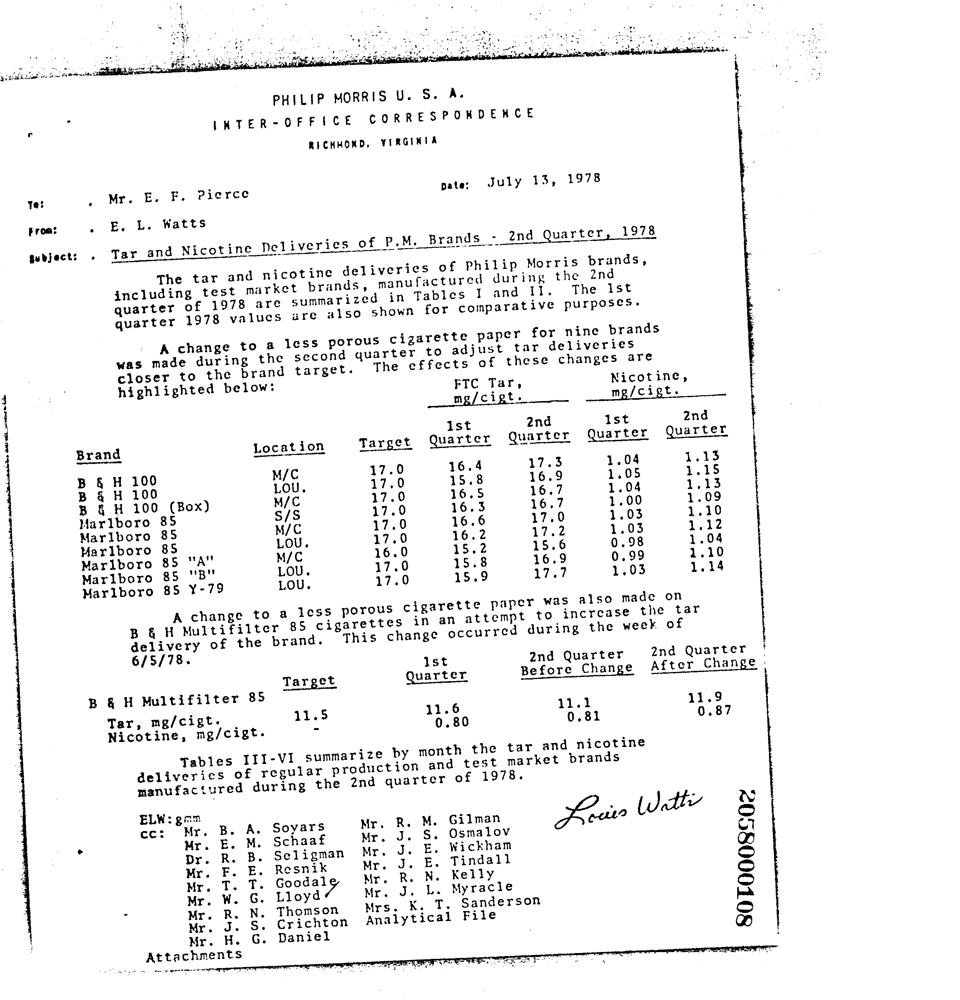 PHILIP MORRIS U. S. A.
INTER-OFFICE CORRESPONDENCE
RICHMOND, VIRGINIA
To: . Mr. E. F. Pierce Date: July 13, 1978
From: . E. L. Watts
Subject: . Tar and Nicotine Deliveries of P.M. Brands - 2nd Quarter, 1978
The tar and nicotine deliveries of Philip Morris brands,
including test market brands, manufactured during the 2nd
quarter of 1978 are summarized in Tables I and II. The 1st
quarter 1978 values are also shown for comparative purposes.
A change to a less porous cigarette paper for nine brands
was made during the second quarter to adjust tar deliveries
closer to the brand target. The effects of these changes are
highlighted below:
FTC Tar, mg/cigt. Nicotine, mg/cigt.
Brand Location Target 1st Quarter 2nd Quarter 1st Quarter 2nd Quarter
B & H 100 M/C 17.0 16.4 17.3 1.04 1.13
B & H 100 LOU. 17.0 15.8 16.9 1.05 1.15
B & H 100 (Box) M/C 17.0 16.5 16.7 1.04 1.13
Marlboro 85 S/S 17.0 16.3 16.7 1.00 1.09
Marlboro 85 M/C 17.0 16.6 17.0 1.03 1.10
Marlboro 85 LOU. 17.0 16.2 17.2 1.03 1.12
Marlboro 85 "A" M/C 16.0 15.2 15.6 0.98 1.04
Marlboro 85 "B" LOU. 17.0 15.8 16.9 0.99 1.10
Marlboro 85 Y-79 LOU. 17.0 15.9 17.7 1.03 1.14
A change to a less porous cigarette paper was also made on
B & H Multifilter 85 cigarettes in an attempt to increase the tar
delivery of the brand. This change occurred during the week of
6/5/78.
Target 1st Quarter 2nd Quarter Before Change 2nd Quarter After Change
B & H Multifilter 85
Tar, mg/cigt. 11.5 11.6 11.1 11.9
Nicotine, mg/cigt. - 0.80 0.81 0.87
Tables III-VI summarize by month the tar and nicotine
deliveries of regular production and test market brands
manufactured during the 2nd quarter of 1978.
Louis Watts
ELW:gmm
cc: Mr. B. A. Soyars Mr. R. M. Gilman
Mr. E. M. Schaaf Mr. J. S. Osmalov
Dr. R. B. Seligman Mr. J. E. Wickham
Mr. F. E. Resnik Mr. J. E. Tindall
Mr. T. T. Goodale Mr. R. N. Kelly
Mr. W. G. Lloyd Mr. J. L. Myracle
Mr. R. N. Thomson Mrs. K. T. Sanderson
Mr. J. S. Crichton Analytical File
Mr. H. G. Daniel
Attachments
2058000108